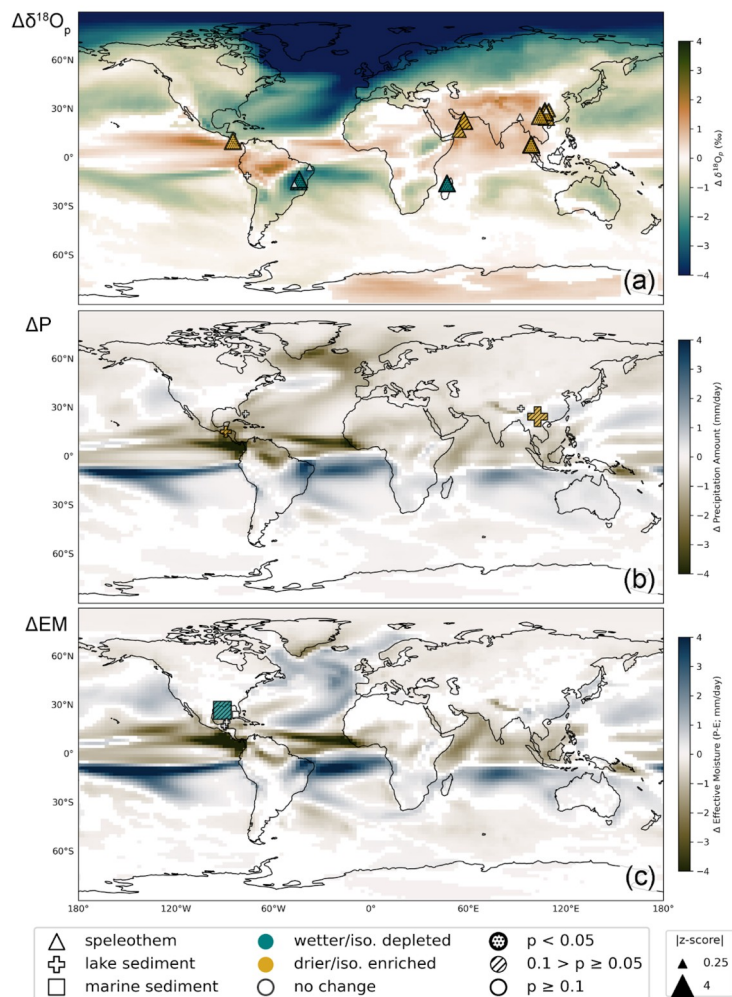 Δδ¹⁸Oₚ
60°N
30°N
0°
30°S
60°S
(a)
4
3
2
1
0
−1
−2
−3
−4
Δ δ¹⁸Oₚ (‰)
ΔP
60°N
30°N
0°
30°S
60°S
(b)
4
3
2
1
0
−1
−2
−3
−4
Δ Precipitation Amount (mm/day)
ΔEM
60°N
30°N
0°
30°S
60°S
(c)
4
3
2
1
0
−1
−2
−3
−4
Δ Effective Moisture (P-E; mm/day)
180° 120°W 60°W 0° 60°E 120°E 180°
speleothem wetter/iso. depleted p < 0.05
lake sediment drier/iso. enriched 0.1 > p ≥ 0.05
marine sediment no change p ≥ 0.1
|z-score|
0.25
4